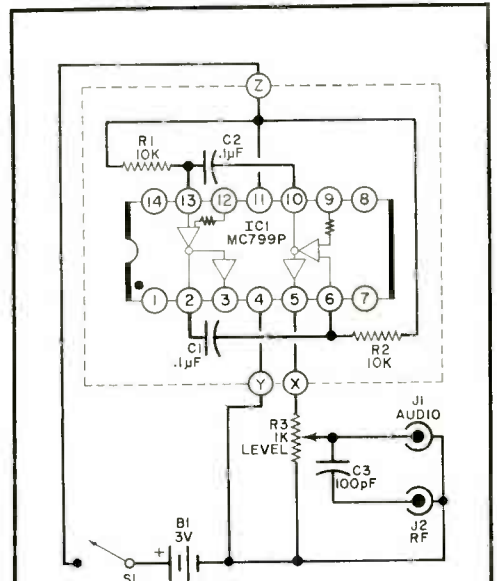 Z
R1
10K
C2
.1µF
14 13 12 11 10 9 8
IC1
MC799P
1 2 3 4 5 6 7
C1
.1µF
R2
10K
Y X
R3
1K
LEVEL
J1
AUDIO
C3
100pF
J2
RF
B1
3V
+
S1